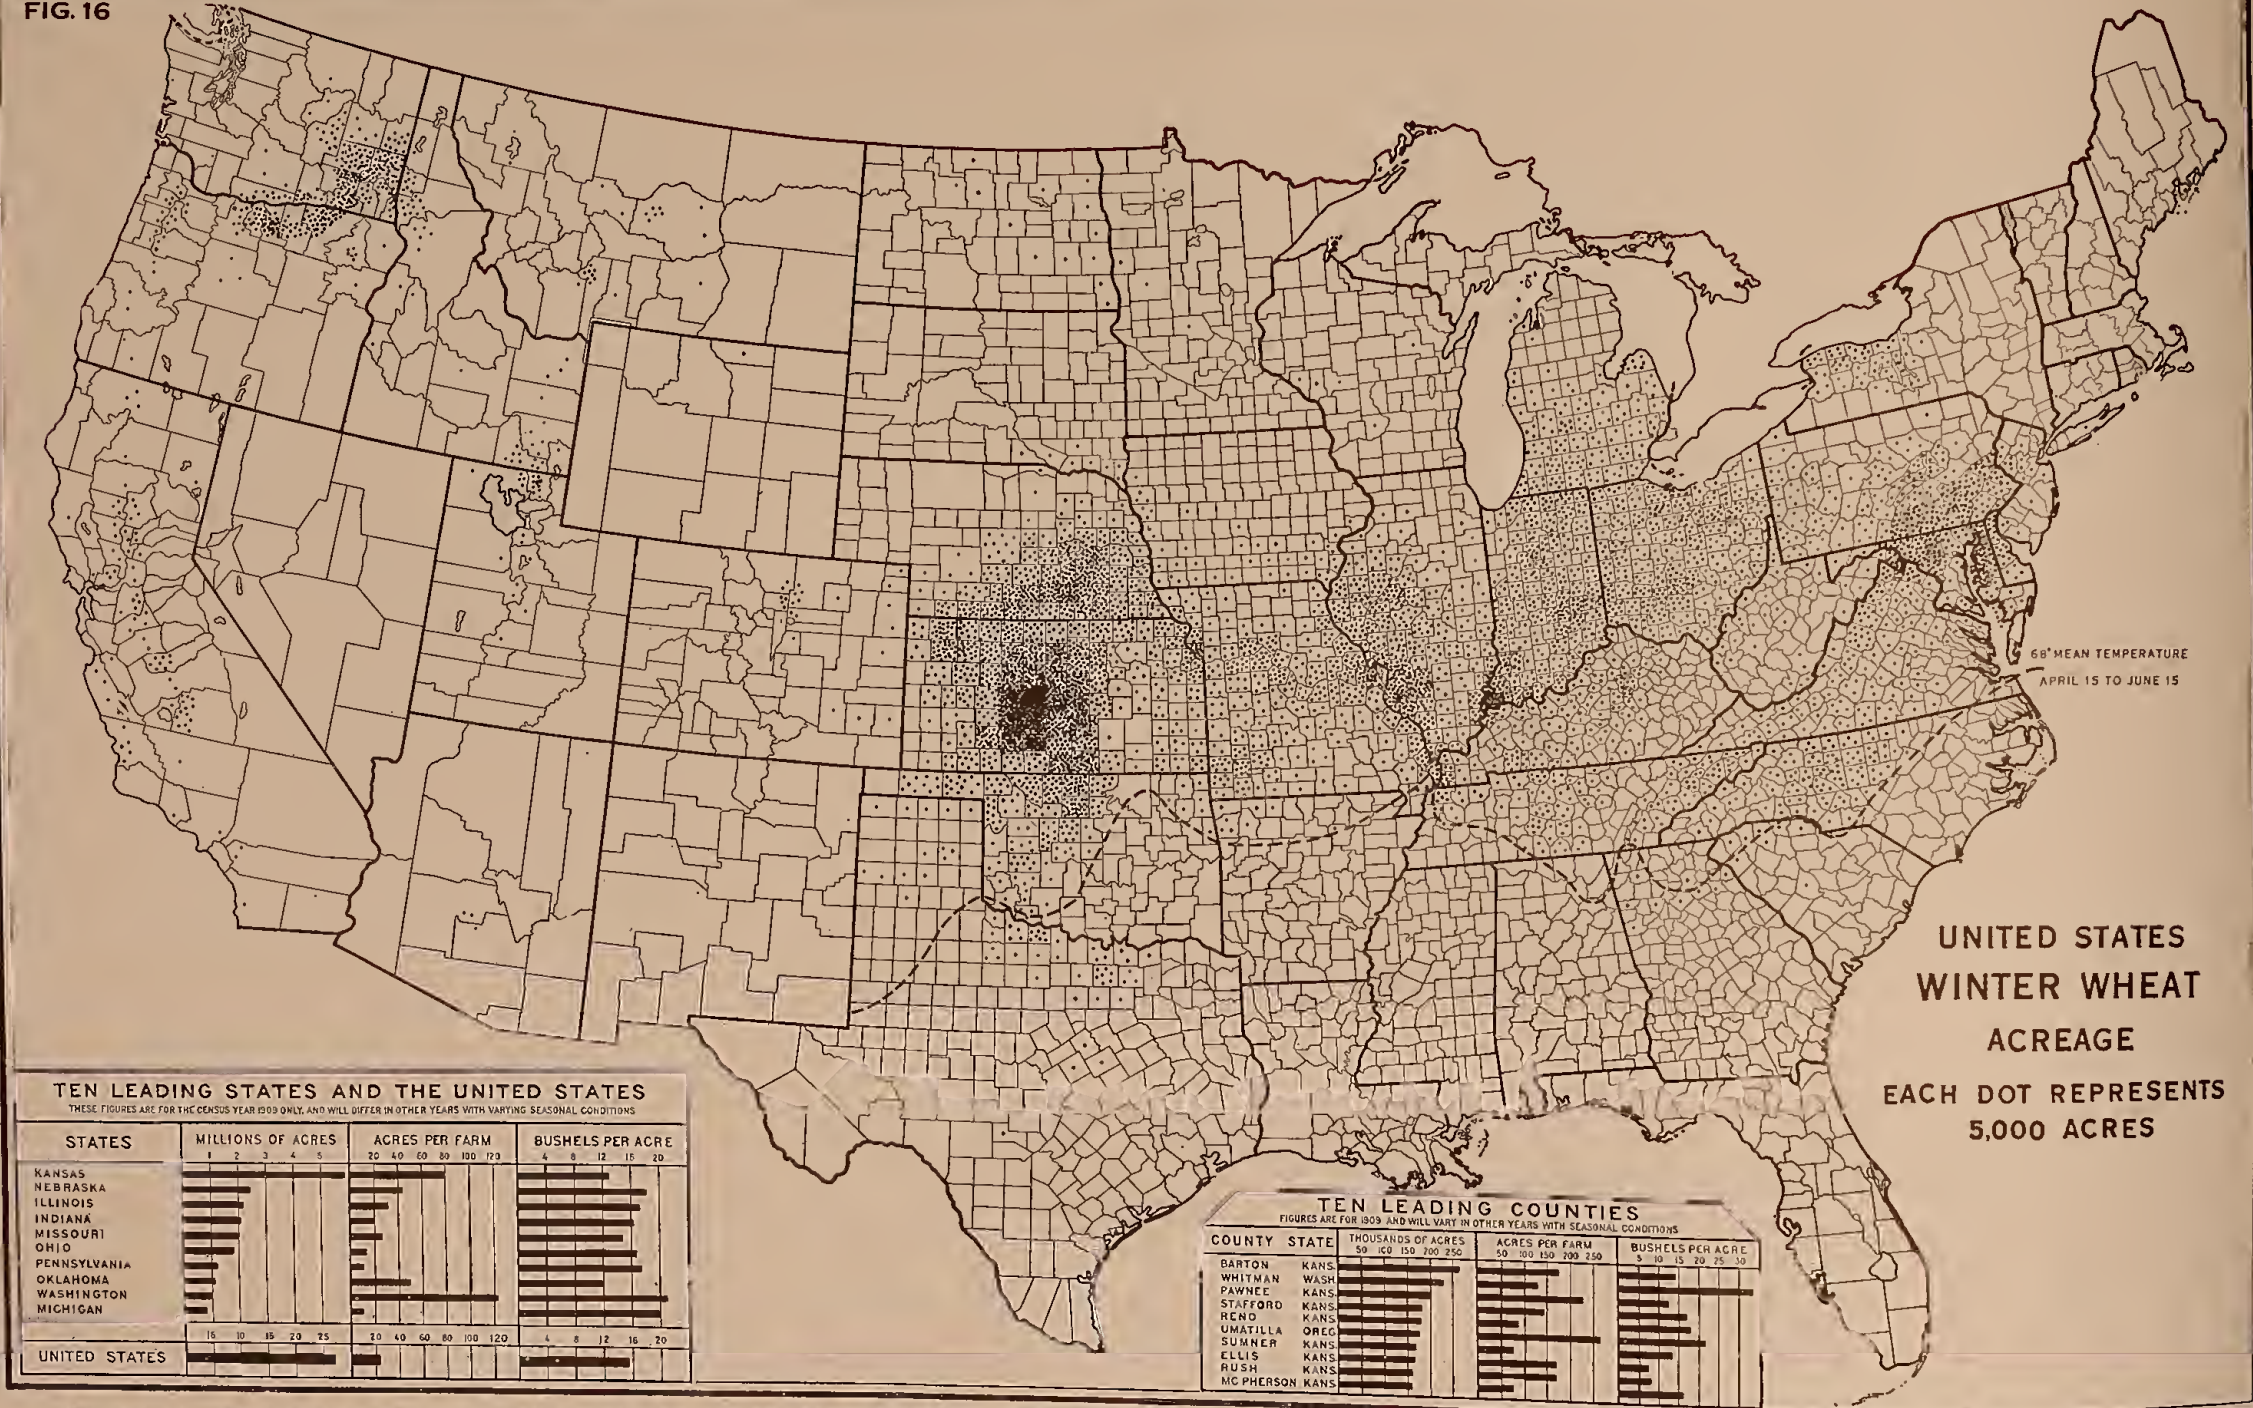 FIG. 16
68° MEAN TEMPERATURE
APRIL 15 TO JUNE 15
UNITED STATES
WINTER WHEAT
ACREAGE
EACH DOT REPRESENTS
5,000 ACRES
TEN LEADING STATES AND THE UNITED STATES
THESE FIGURES ARE FOR THE CENSUS YEAR 1909 ONLY, AND WILL DIFFER IN OTHER YEARS WITH VARYING SEASONAL CONDITIONS
STATES MILLIONS OF ACRES ACRES PER FARM BUSHELS PER ACRE
1 2 3 4 5 20 40 60 80 100 120 4 8 12 16 20
KANSAS
NEBRASKA
ILLINOIS
INDIANA
MISSOURI
OHIO
PENNSYLVANIA
OKLAHOMA
WASHINGTON
MICHIGAN
15 10 15 20 25 20 40 60 80 100 120 4 8 12 16 20
UNITED STATES
TEN LEADING COUNTIES
FIGURES ARE FOR 1909 AND WILL VARY IN OTHER YEARS WITH SEASONAL CONDITIONS
COUNTY STATE THOUSANDS OF ACRES ACRES PER FARM BUSHELS PER ACRE
50 100 150 200 250 50 100 150 200 250 5 10 15 20 25 30
BARTON KANS.
WHITMAN WASH.
PAWNEE KANS.
STAFFORD KANS.
RENO KANS.
UMATILLA OREG.
SUMNER KANS.
ELLIS KANS.
RUSH KANS.
MC PHERSON KANS.